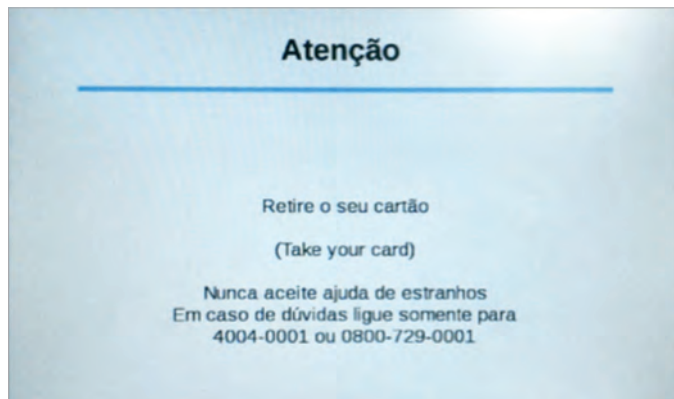 Atenção
Retire o seu cartão
(Take your card)
Nunca aceite ajuda de estranhos
Em caso de dúvidas ligue somente para
4004-0001 ou 0800-729-0001